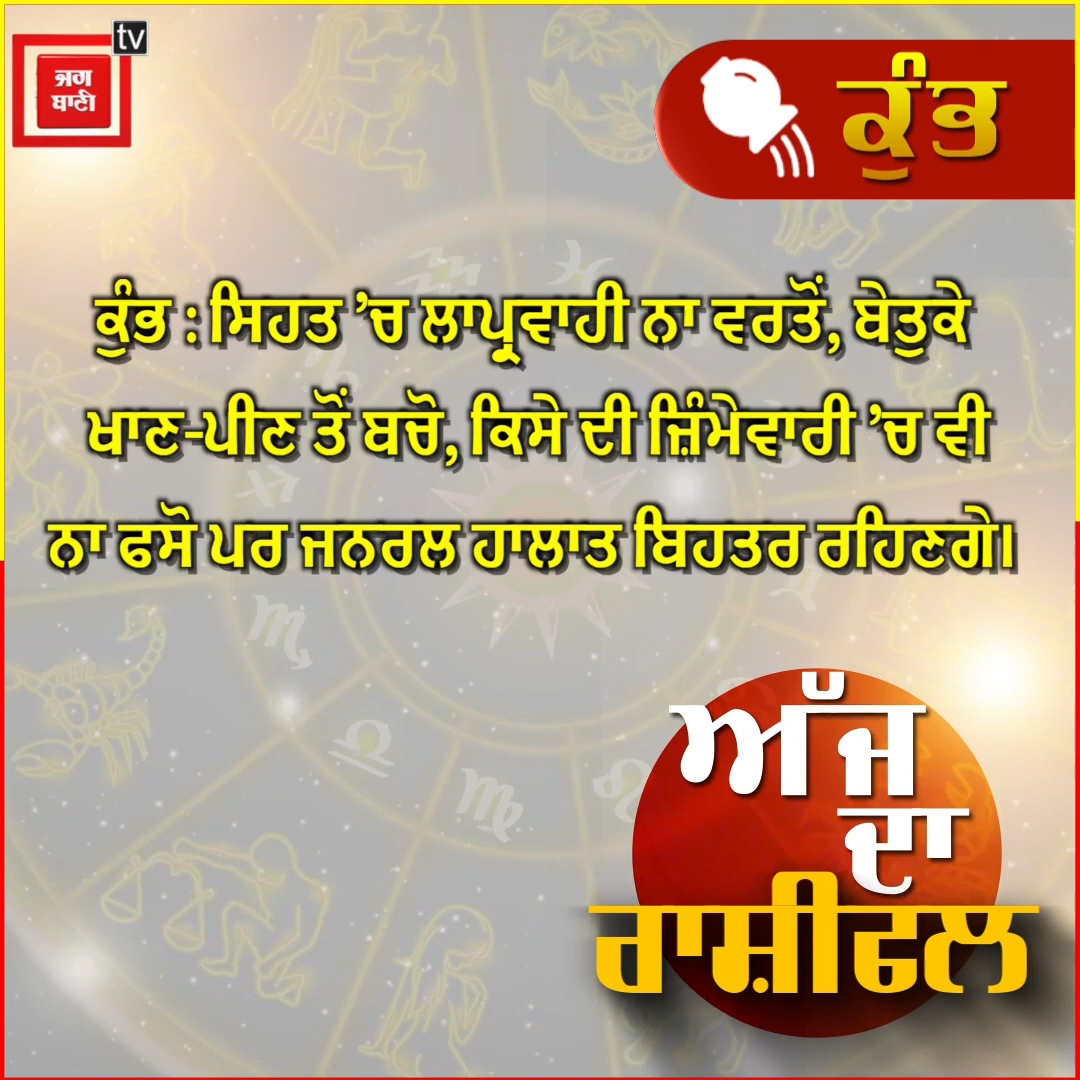 tv
ਜਗ
ਬਾਣੀ
ਕੁੰਭ
ਕੁੰਭ : ਸਿਹਤ ’ਚ ਲਾਪ੍ਰਵਾਹੀ ਨਾ ਵਰਤੋਂ, ਬੇਤੁਕੇ
ਖਾਣ-ਪੀਣ ਤੋਂ ਬਚੋ, ਕਿਸੇ ਦੀ ਜ਼ਿੰਮੇਵਾਰੀ ’ਚ ਵੀ
ਨਾ ਫਸੋ ਪਰ ਜਨਰਲ ਹਾਲਾਤ ਬਿਹਤਰ ਰਹਿਣਗੇ।
ਅੱਜ
ਦਾ
ਰਾਸ਼ੀਫਲ